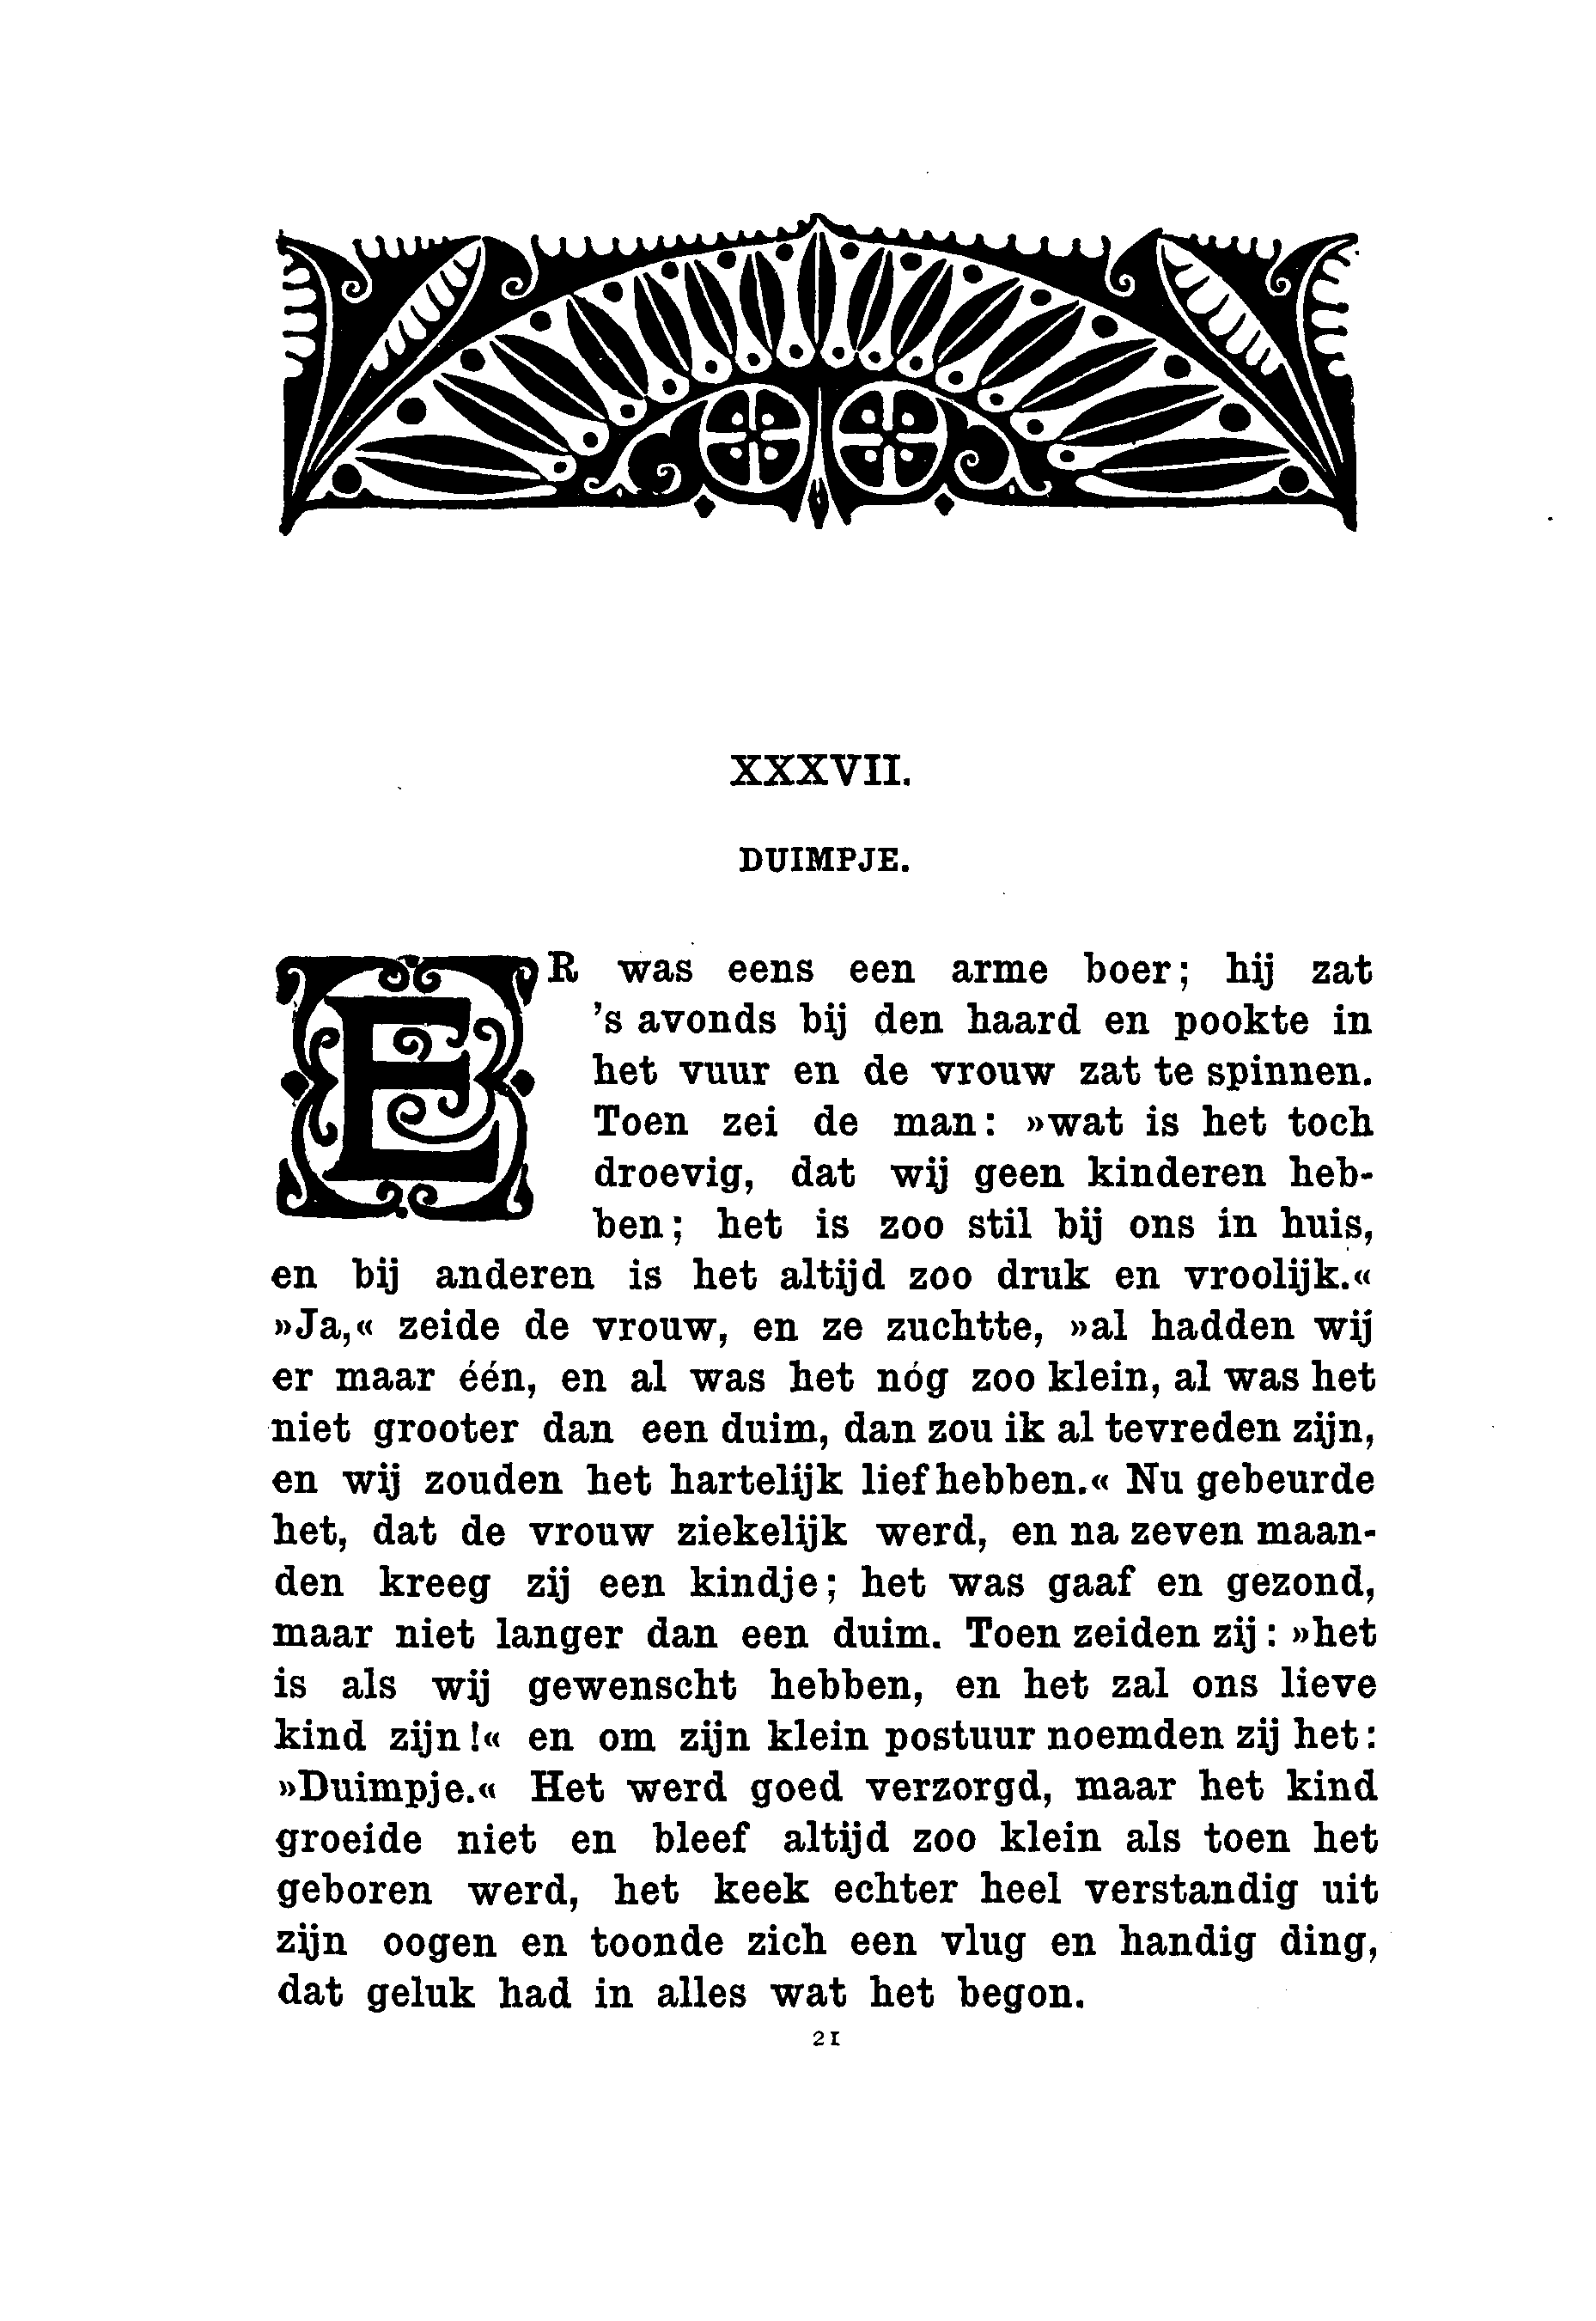 XXXVII.
DUIMPJE.
ER was eens een arme boer; hij zat
's avonds bij den haard en pookte in
het vuur en de vrouw zat te spinnen.
Toen zei de man: »wat is het toch
droevig, dat wij geen kinderen heb-
ben; het is zoo stil bij ons in huis,
en bij anderen is het altijd zoo druk en vroolijk.«
»Ja,« zeide de vrouw, en ze zuchtte, »al hadden wij
er maar één, en al was het nóg zoo klein, al was het
niet grooter dan een duim, dan zou ik al tevreden zijn,
en wij zouden het hartelijk liefhebben.« Nu gebeurde
het, dat de vrouw ziekelijk werd, en na zeven maan-
den kreeg zij een kindje; het was gaaf en gezond,
maar niet langer dan een duim. Toen zeiden zij: »het
is als wij gewenscht hebben, en het zal ons lieve
kind zijn!« en om zijn klein postuur noemden zij het:
»Duimpje.« Het werd goed verzorgd, maar het kind
groeide niet en bleef altijd zoo klein als toen het
geboren werd, het keek echter heel verstandig uit
zijn oogen en toonde zich een vlug en handig ding,
dat geluk had in alles wat het begon.
21